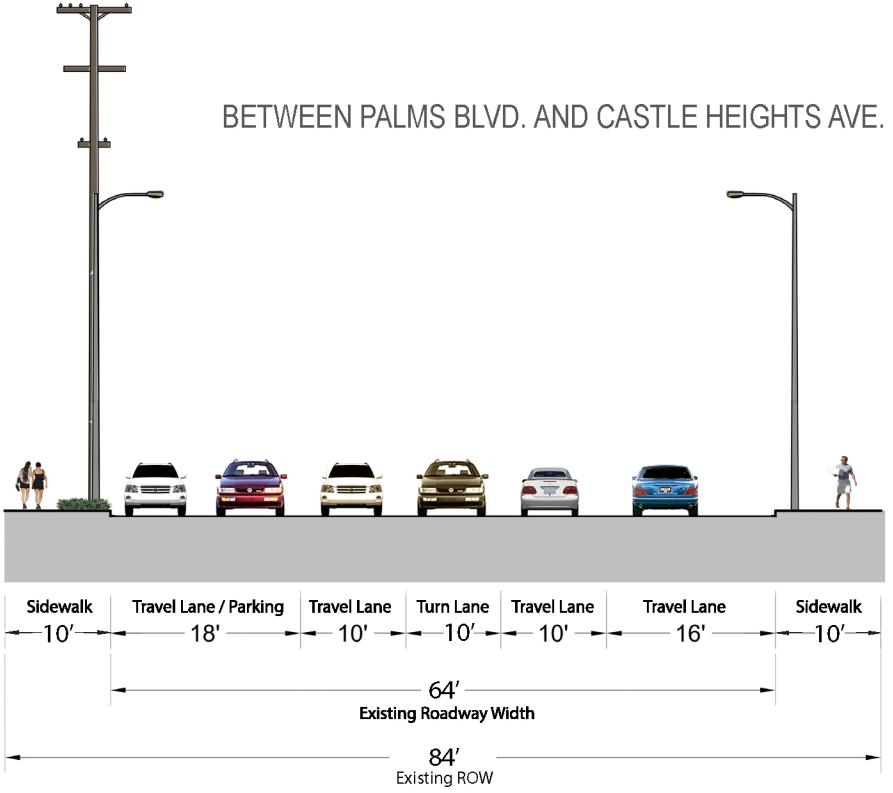 BETWEEN PALMS BLVD. AND CASTLE HEIGHTS AVE.
Sidewalk Travel Lane / Parking Travel Lane Turn Lane Travel Lane Travel Lane Sidewalk
10′ 18' 10' 10′ 10' 16' 10′
64′
Existing Roadway Width
84′
Existing ROW